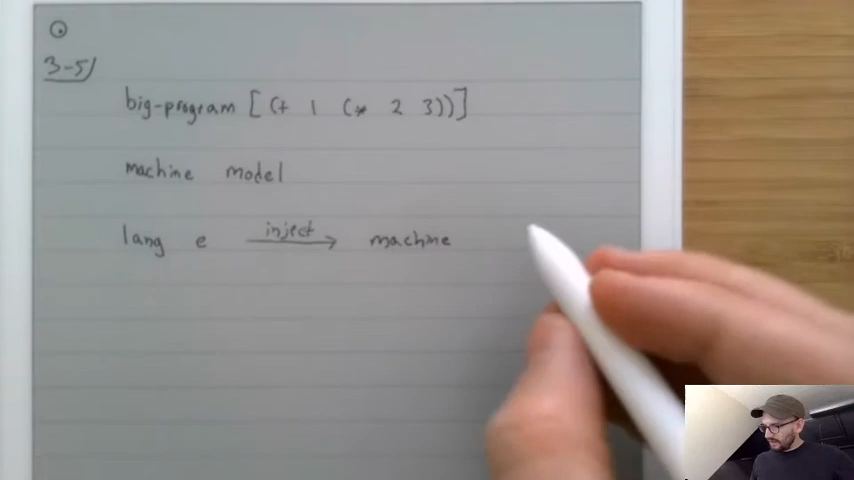 3-5/
big-program [(+ 1 (* 2 3))]
machine model
lang e inject → machine